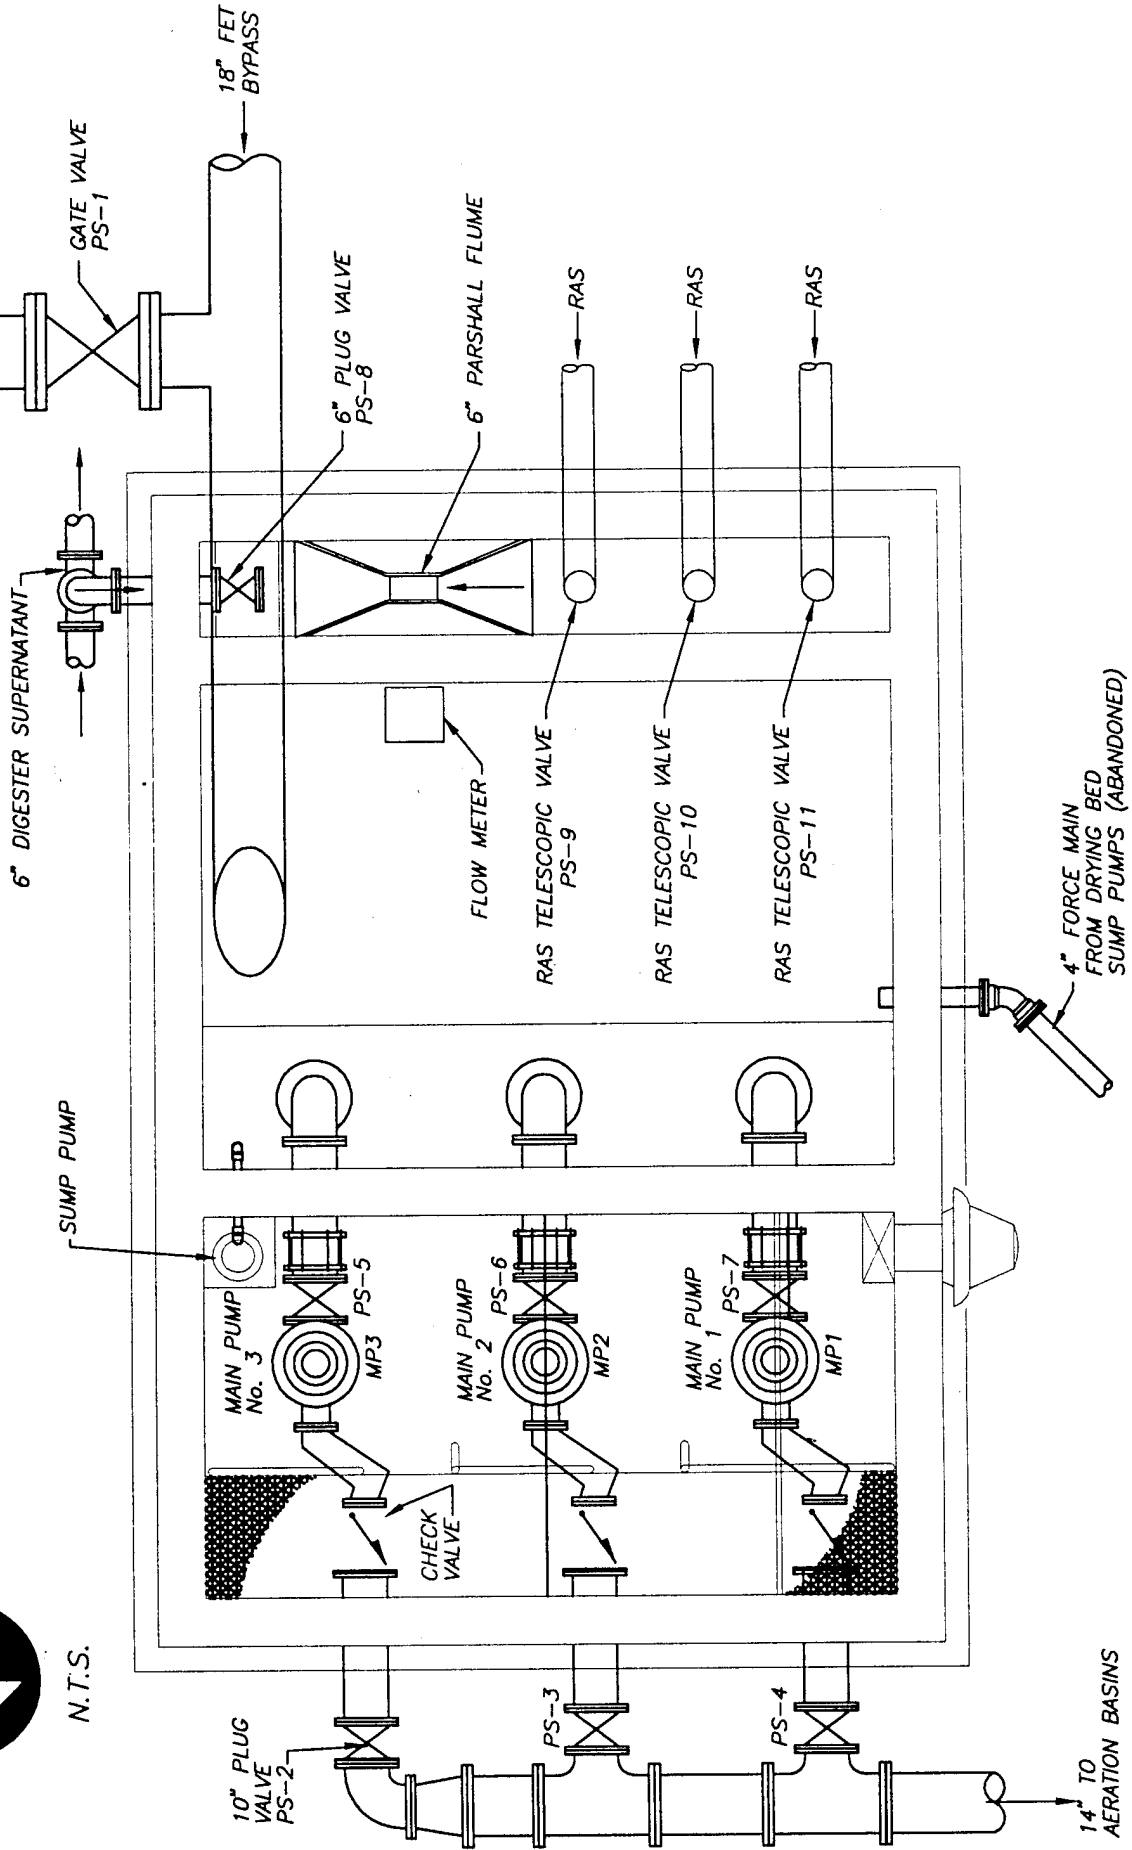 18" FET
BYPASS
GATE VALVE
PS-1
6" PLUG VALVE
PS-8
6" PARSHALL FLUME
RAS
RAS
RAS
6" DIGESTER SUPERNATANT
FLOW METER
RAS TELESCOPIC VALVE
PS-9
RAS TELESCOPIC VALVE
PS-10
RAS TELESCOPIC VALVE
PS-11
4" FORCE MAIN
FROM DRYING BED
SUMP PUMPS (ABANDONED)
SUMP PUMP
MAIN PUMP
No. 3
PS-5
MP3
MAIN PUMP
No. 2
PS-6
MP2
MAIN PUMP
No. 1
PS-7
MP1
CHECK
VALVE
N.T.S.
10" PLUG
VALVE
PS-2
PS-3
PS-4
14" TO
AERATION BASINS